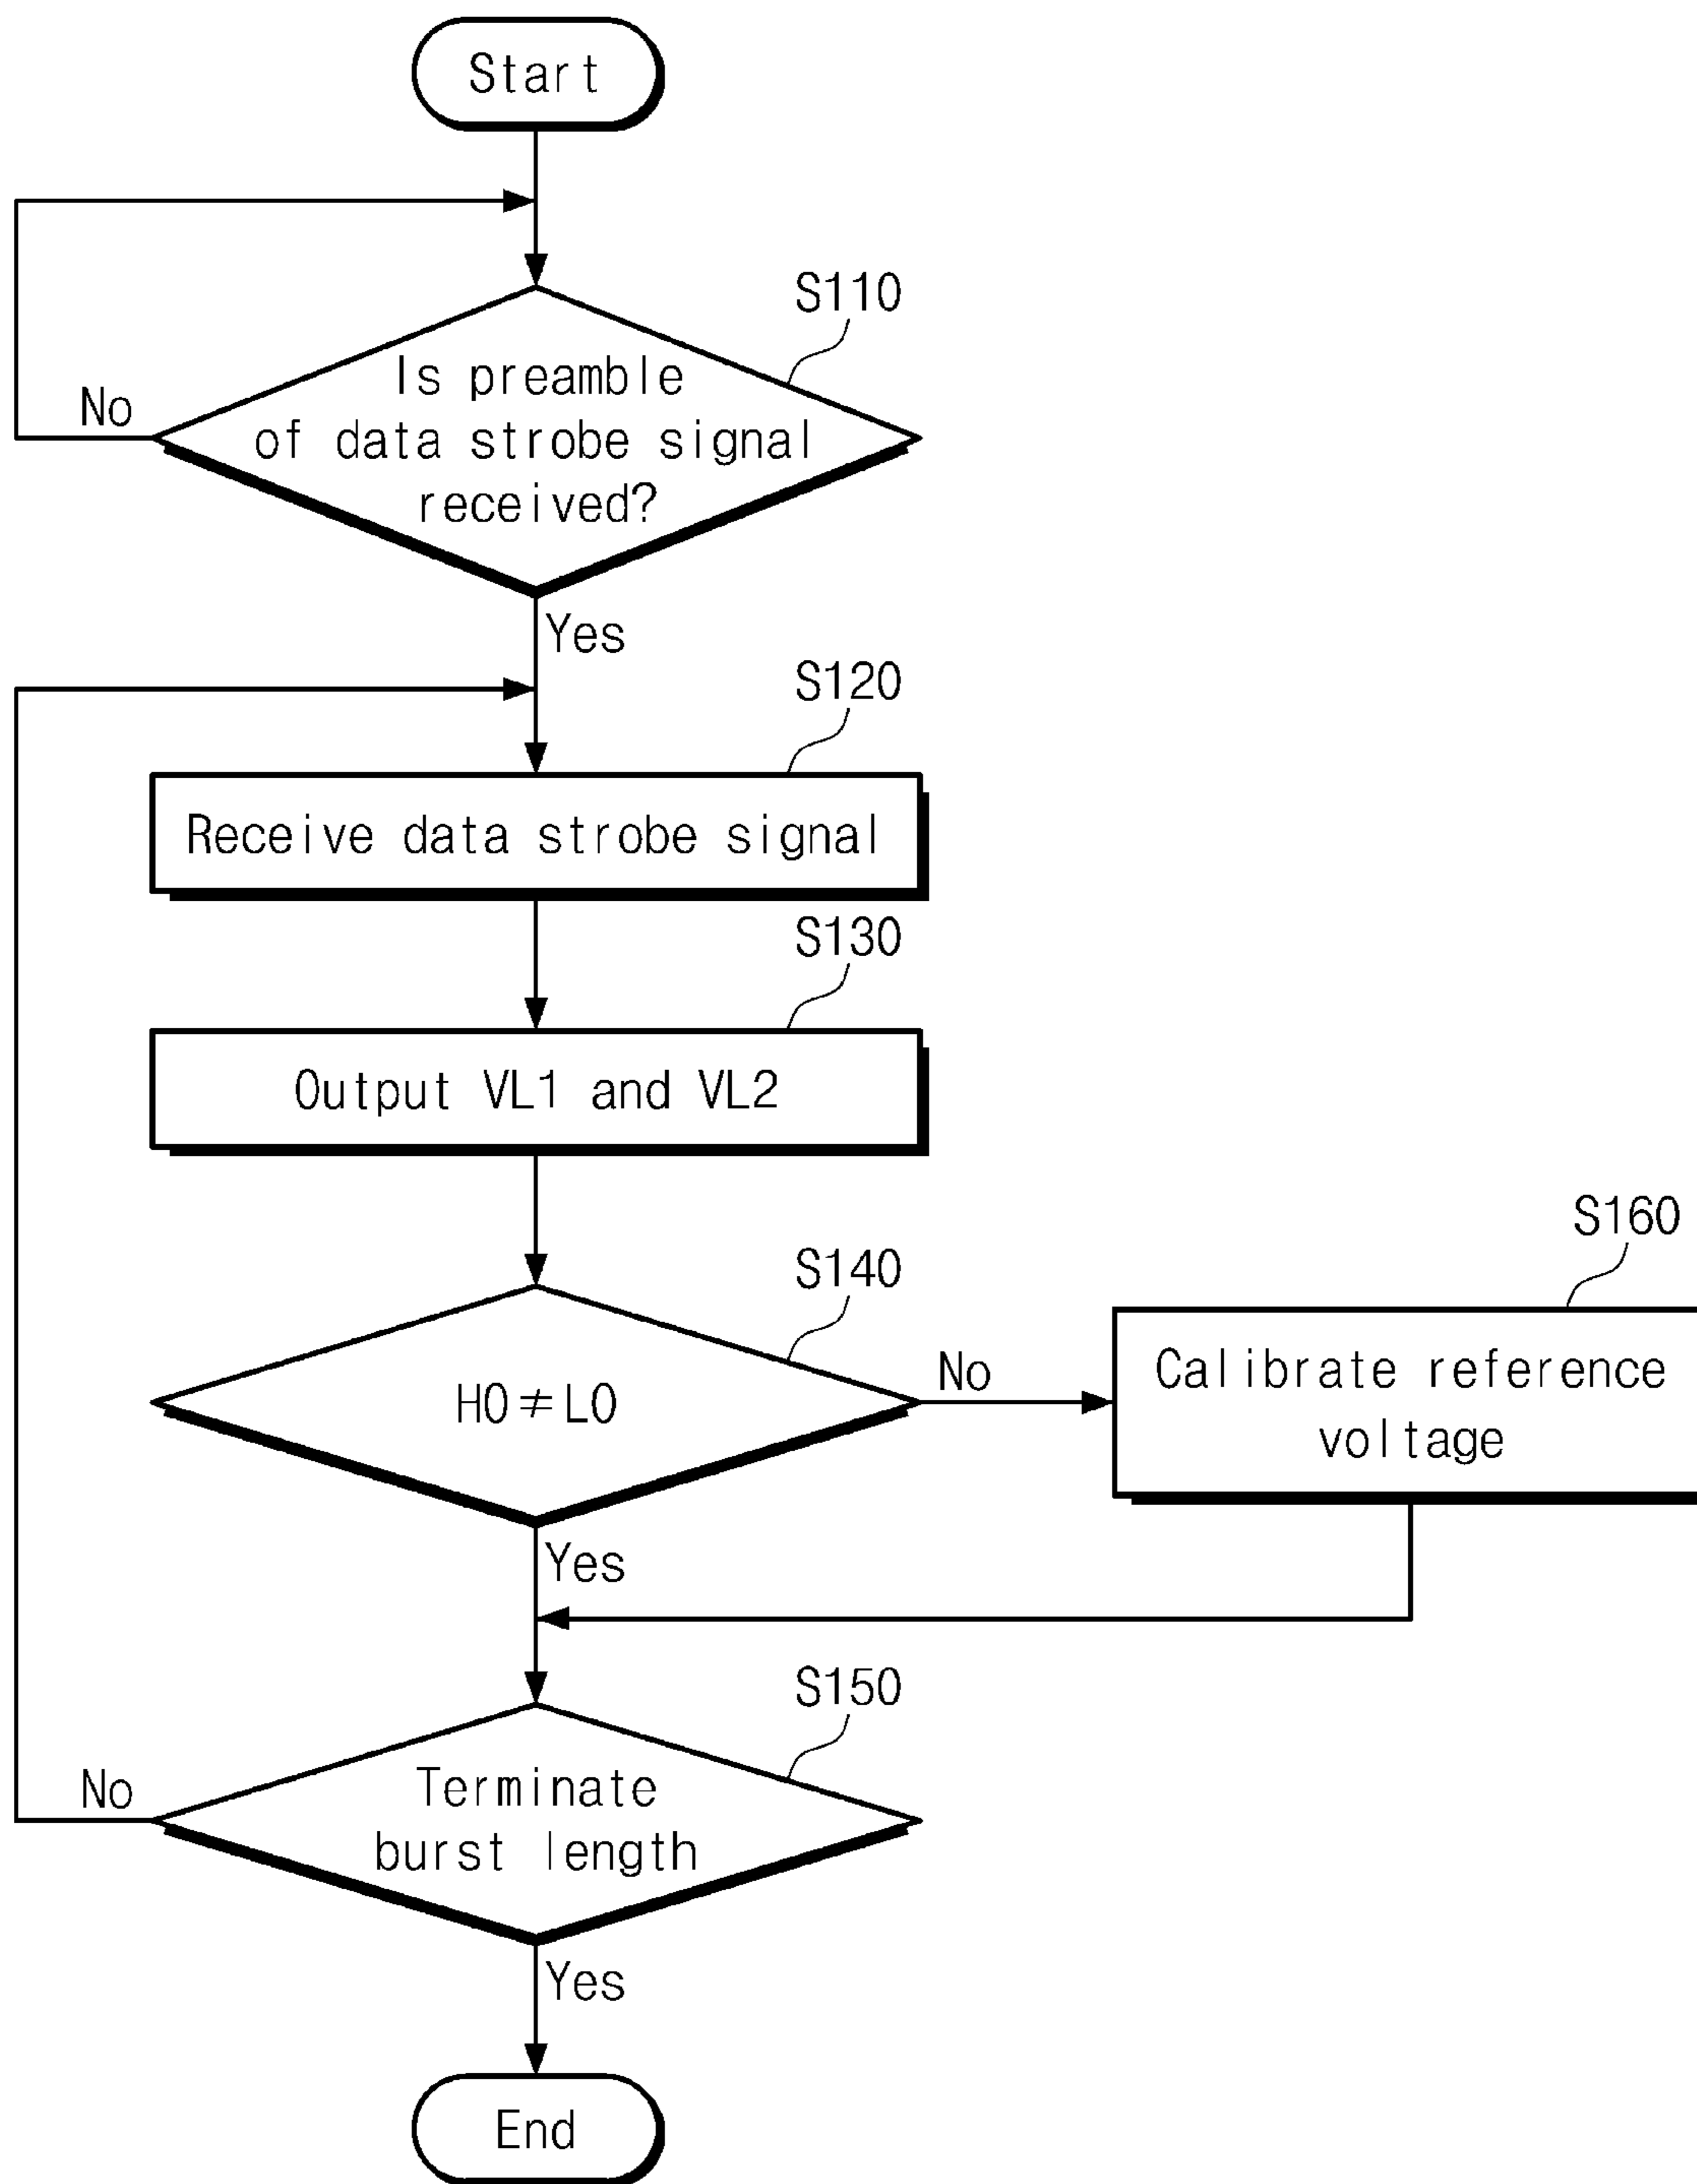 Start
S110
Is preamble
of data strobe signal
received?
No
Yes
S120
Receive data strobe signal
S130
Output VL1 and VL2
S140
H0≠L0
No
S160
Calibrate reference
voltage
Yes
S150
Terminate
burst length
No
Yes
End